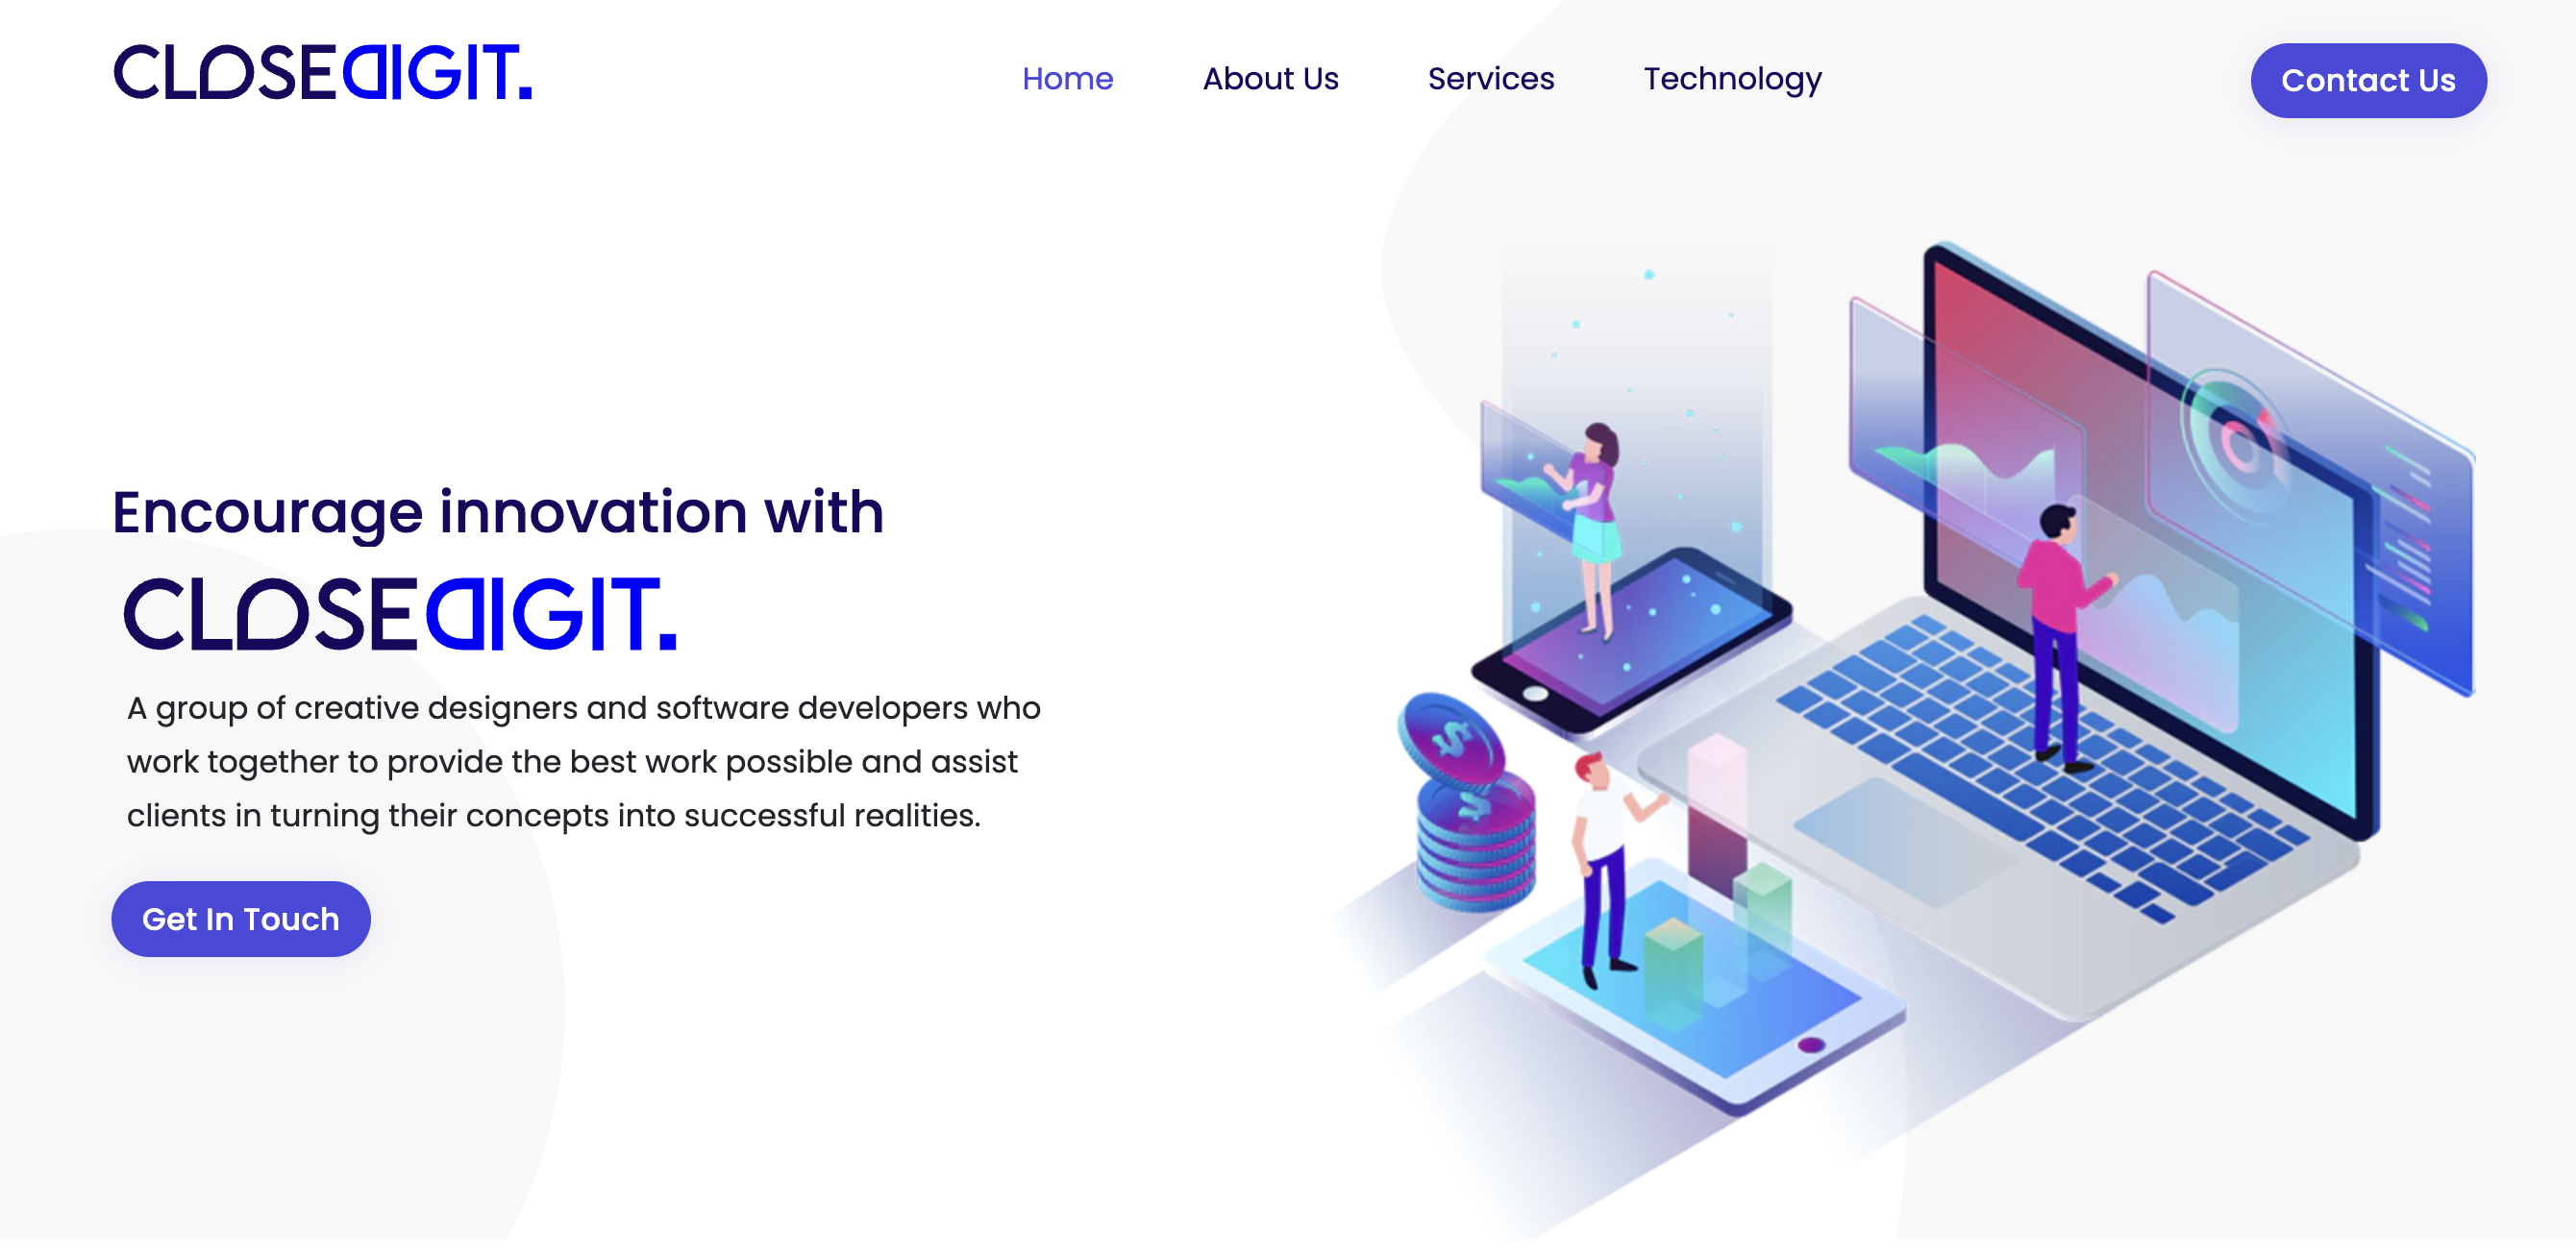 CLOSEDIGIT.
Home
About Us
Services
Technology
Contact Us
Encourage innovation with
CLOSEDIGIT.
A group of creative designers and software developers who
work together to provide the best work possible and assist
clients in turning their concepts into successful realities.
Get In Touch
$
$